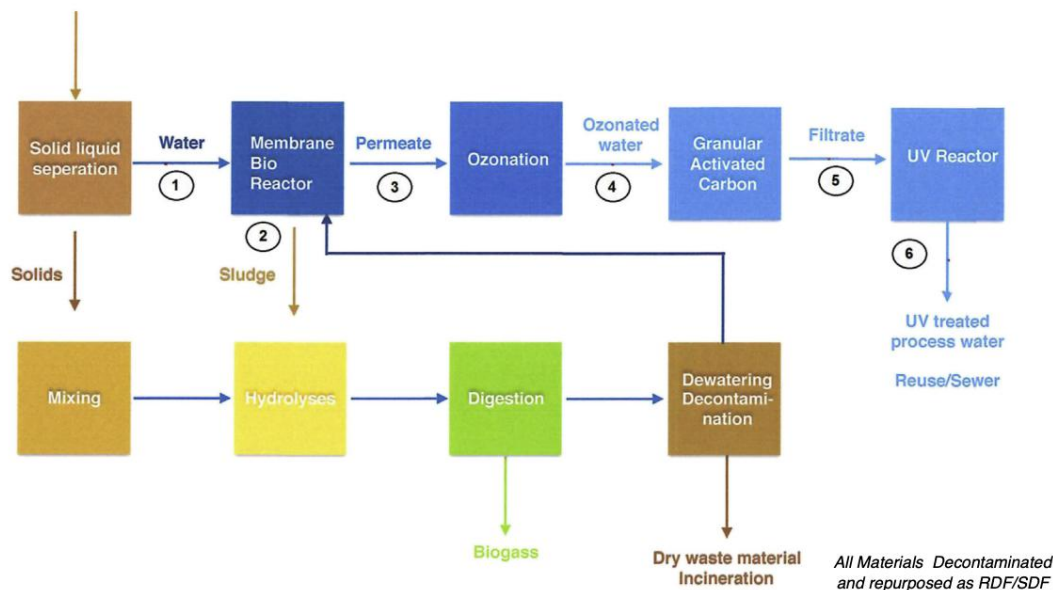 Solid liquid
seperation
Water
1
Membrane
Bio
Reactor
Permeate
3
Ozonation
Ozonated
water
4
Granular
Activated
Carbon
Filtrate
5
UV Reactor
2
6
Solids
Sludge
UV treated
process water
Reuse/Sewer
Mixing
Hydrolyses
Digestion
Dewatering
Decontami-
nation
Biogass
Dry waste material
Incineration
All Materials Decontaminated
and repurposed as RDF/SDF